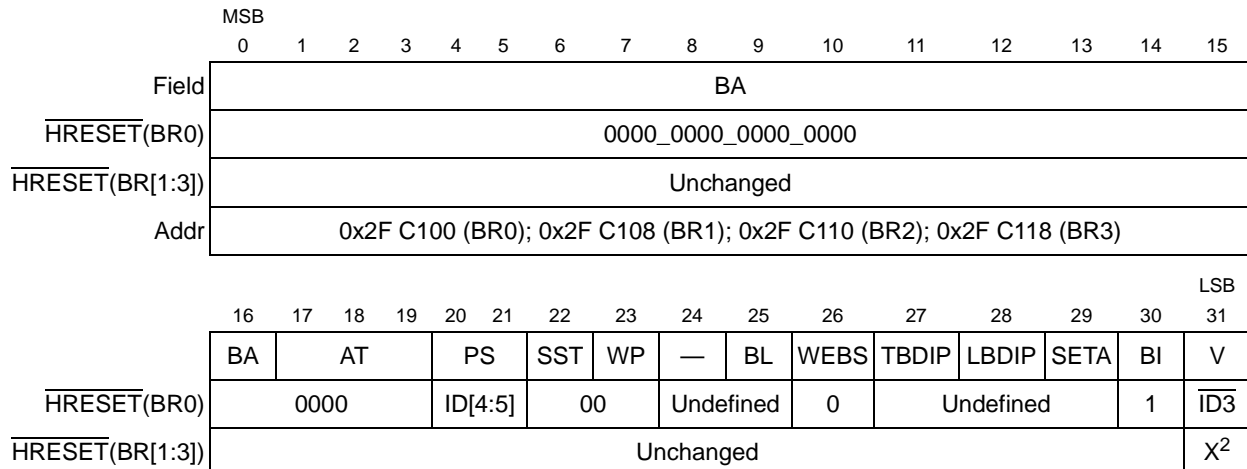 MSB
0 1 2 3 4 5 6 7 8 9 10 11 12 13 14 15
Field BA
HRESET(BR0) 0000_0000_0000_0000
HRESET(BR[1:3]) Unchanged
Addr 0x2F C100 (BR0); 0x2F C108 (BR1); 0x2F C110 (BR2); 0x2F C118 (BR3)
LSB
16 17 18 19 20 21 22 23 24 25 26 27 28 29 30 31
BA AT PS SST WP — BL WEBS TBDIP LBDIP SETA BI V
HRESET(BR0) 0000 ID[4:5] 00 Undefined 0 Undefined 1 ID3
HRESET(BR[1:3]) Unchanged X2